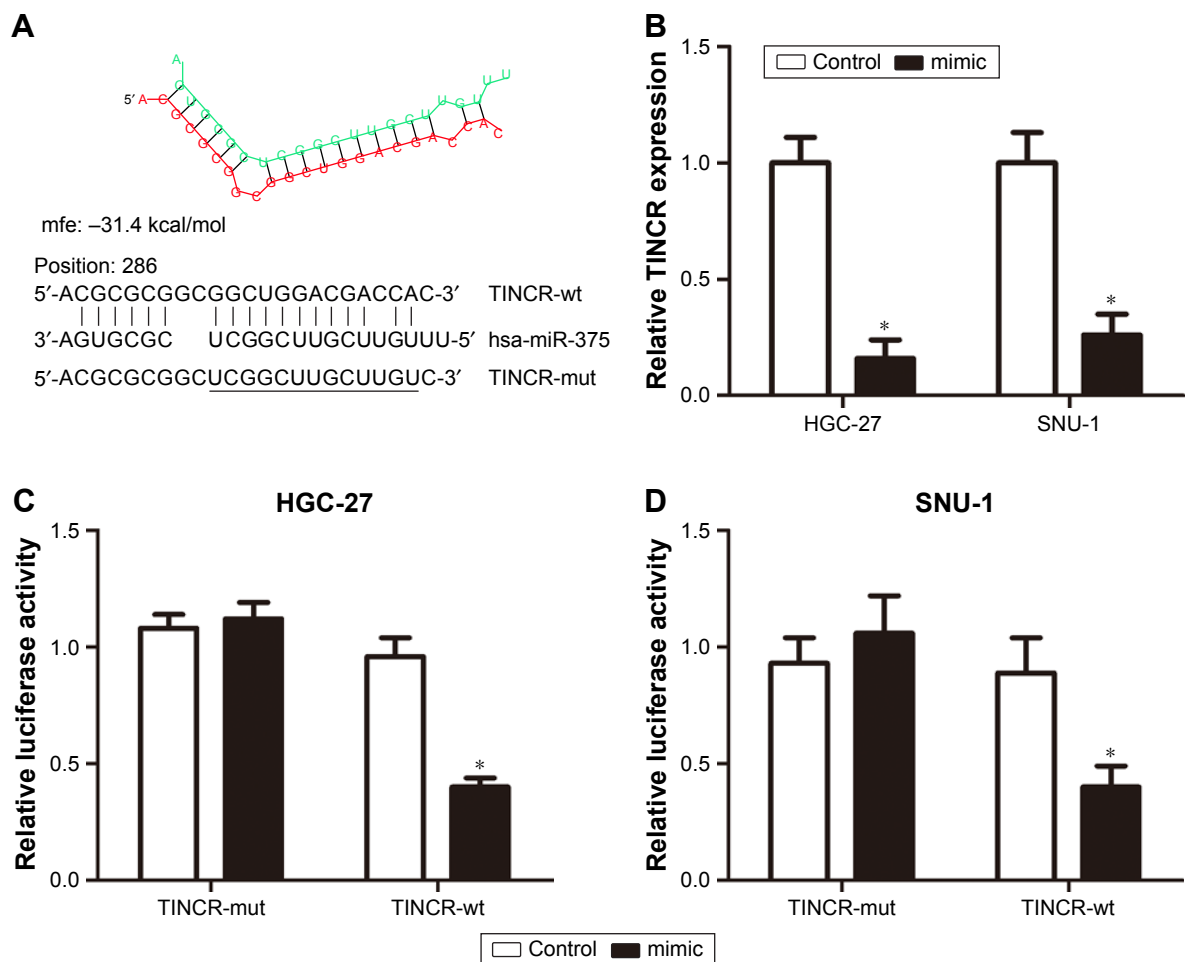 A
5′
A C G C G C G G C G G C U G G A C G A C C A C
mfe: –31.4 kcal/mol
Position: 286
5′-ACGCGCGGCGGCUGGACGACCAC-3′ TINCR-wt
3′-AGUGCGC UCGGCUUGCUUGUUU-5′ hsa-miR-375
5′-ACGCGCGGCUCGGCUUGCUUGUC-3′ TINCR-mut
B
Relative TINCR expression
1.5
1.0
0.5
0.0
Control mimic
*
*
HGC-27 SNU-1
C
HGC-27
Relative luciferase activity
1.5
1.0
0.5
0.0
*
TINCR-mut TINCR-wt
D
SNU-1
Relative luciferase activity
1.5
1.0
0.5
0.0
*
TINCR-mut TINCR-wt
Control mimic